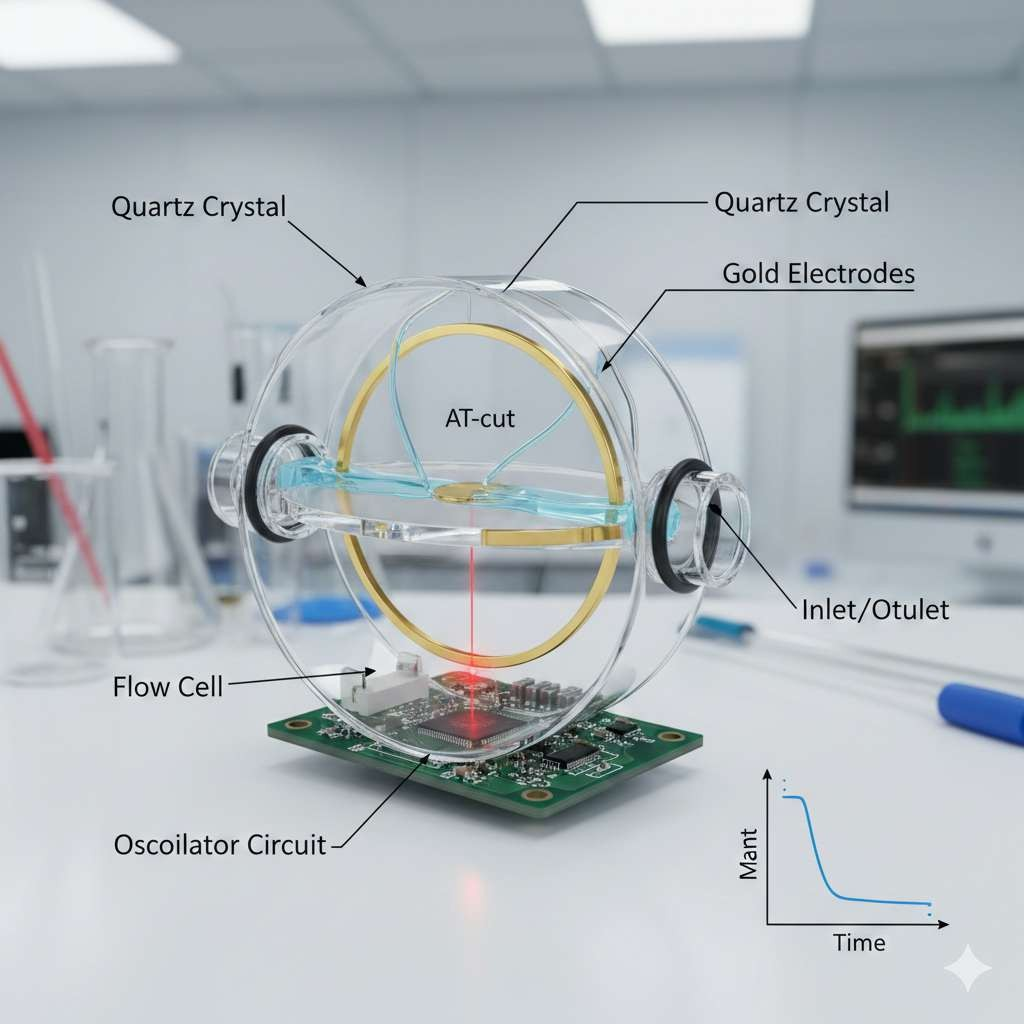 Quartz Crystal
Quartz Crystal
Gold Electrodes
AT-cut
Inlet/Otulet
Flow Cell
Oscoilator Circuit
Mant
Time